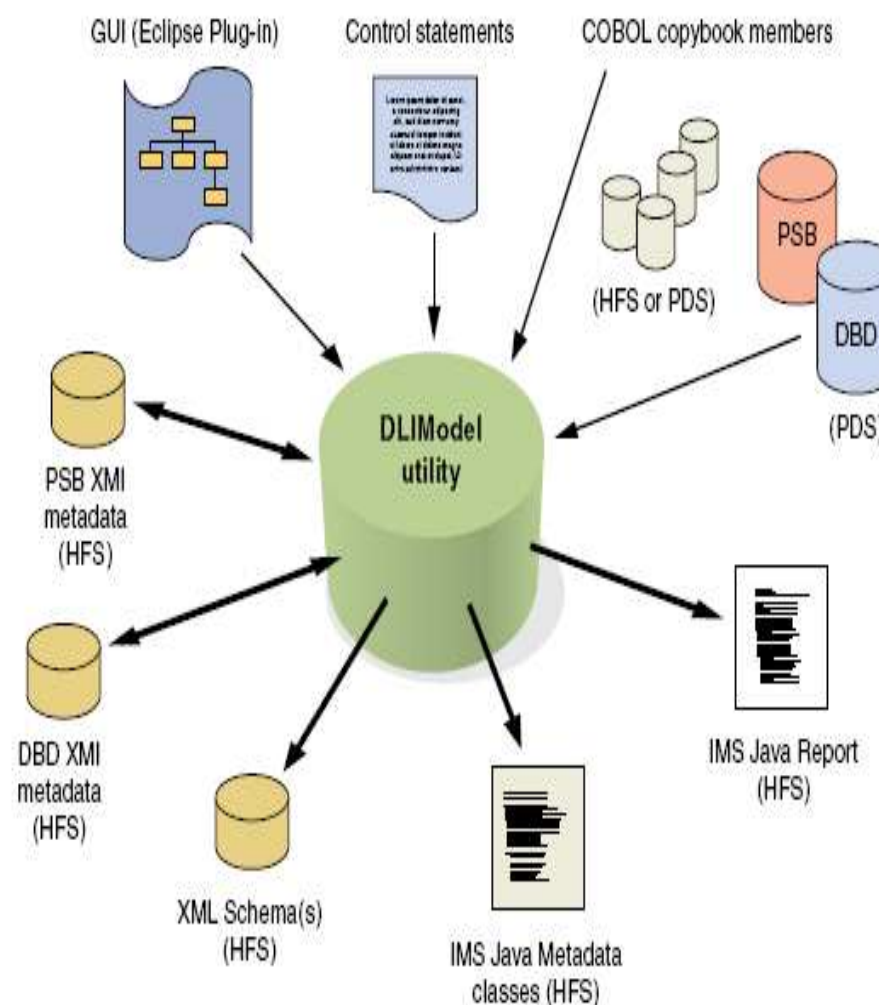 GUI (Eclipse Plug-in)
Control statements
COBOL copybook members
PSB
DBD
(HFS or PDS)
(PDS)
DLIModel
utility
PSB XMI
metadata
(HFS)
DBD XMI
metadata
(HFS)
XML Schema(s)
(HFS)
IMS Java Metadata
classes (HFS)
IMS Java Report
(HFS)